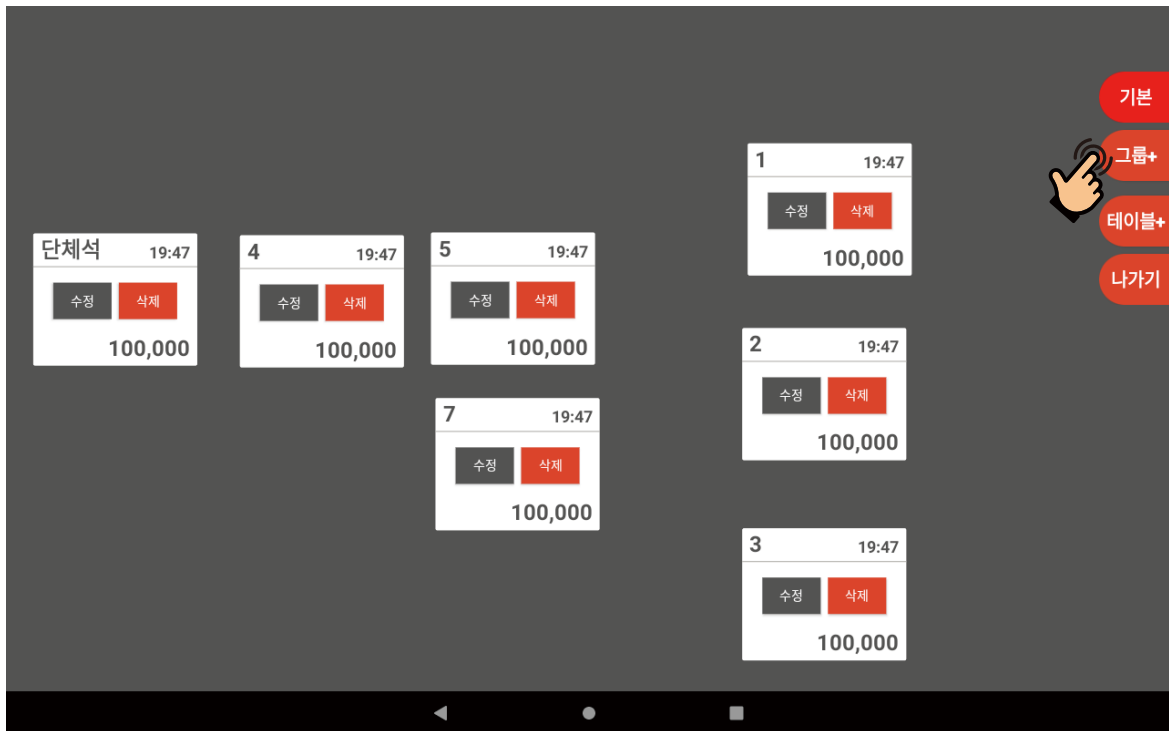 기본
그룹+
테이블+
나가기
1 19:47
수정 삭제
100,000
단체석 19:47
수정 삭제
100,000
4 19:47
수정 삭제
100,000
5 19:47
수정 삭제
100,000
2 19:47
수정 삭제
100,000
7 19:47
수정 삭제
100,000
3 19:47
수정 삭제
100,000